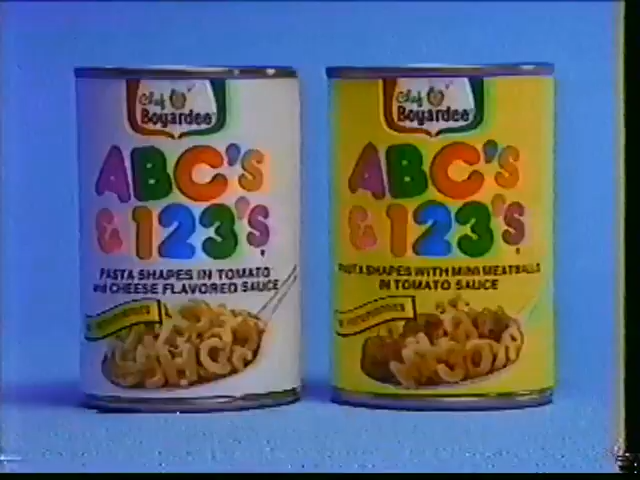 Chef
Boyardee
ABC's
& 123's
PASTA SHAPES IN TOMATO
and CHEESE FLAVORED SAUCE
Chef
Boyardee
ABC's
& 123's
PASTA SHAPES WITH MINI MEATBALLS
IN TOMATO SAUCE